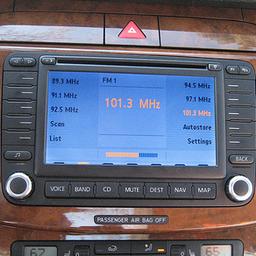 89.3 MHz
FM 1
94.5 MHz
91.1 MHz
101.3 MHz
97.1 MHz
92.5 MHz
101.3 MHz
Scan
Autostore
List
Settings
BACK
VOICE BAND CD MUTE DEST NAV MAP
PASSENGER AIR BAG OFF
67
65